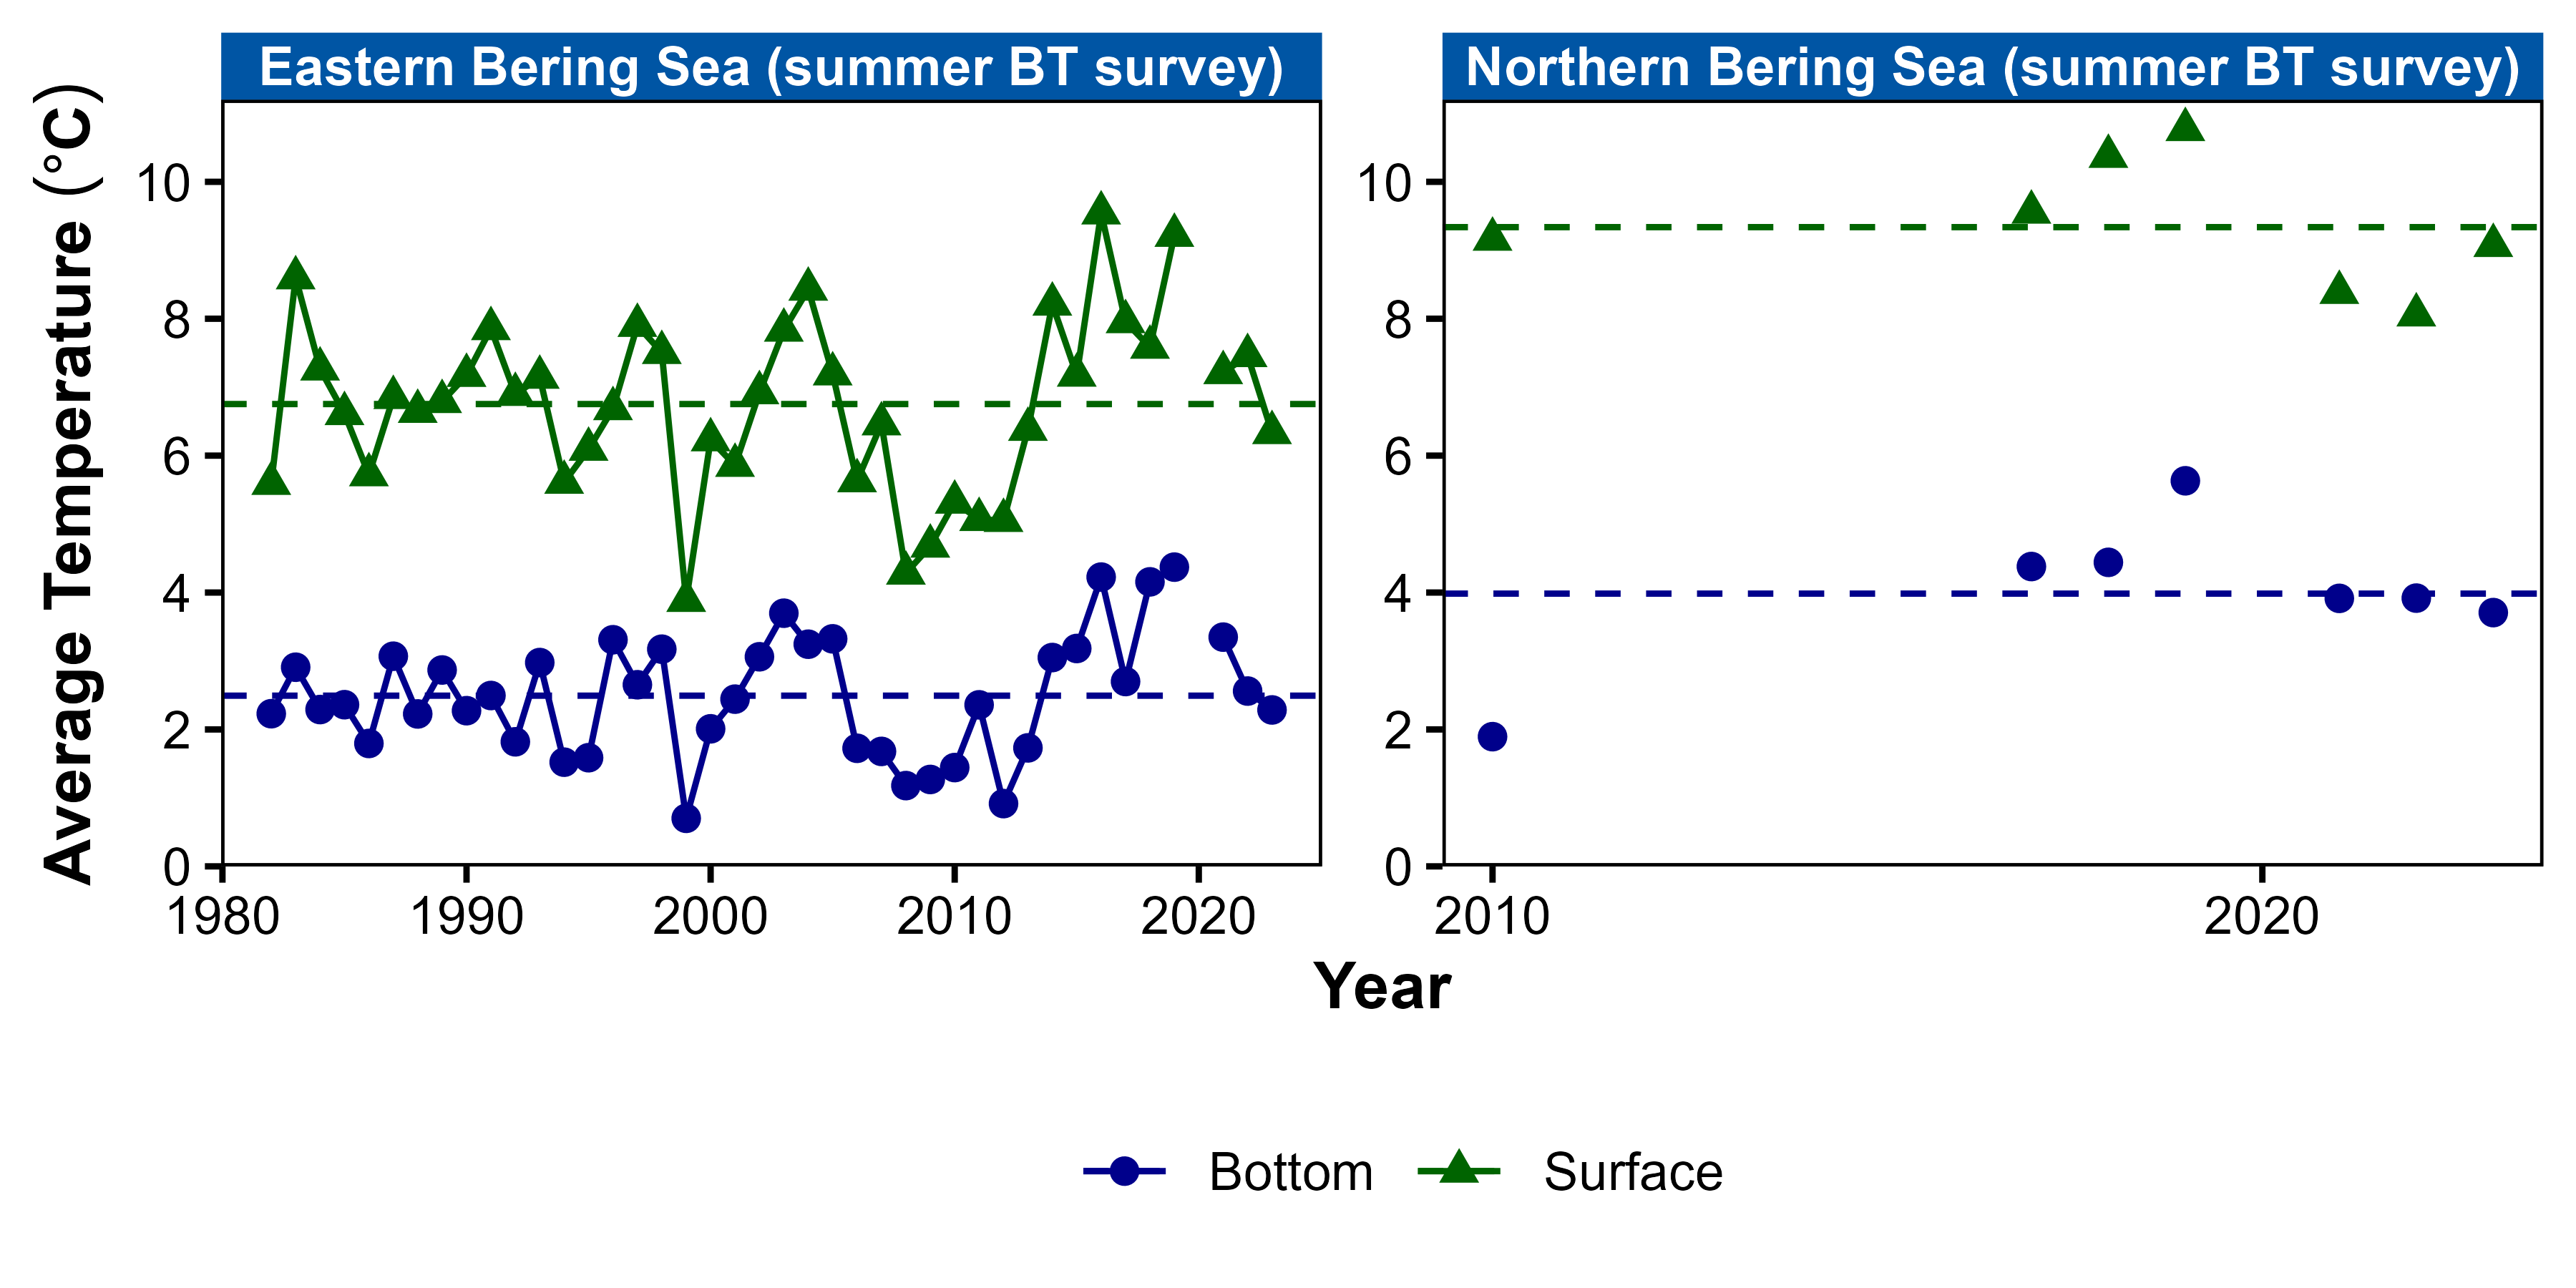 Eastern Bering Sea (summer BT survey)
Northern Bering Sea (summer BT survey)
Average Temperature (°C)
10
8
6
4
2
0
10
8
6
4
2
0
1980 1990 2000 2010 2020
2010 2020
Year
Bottom Surface